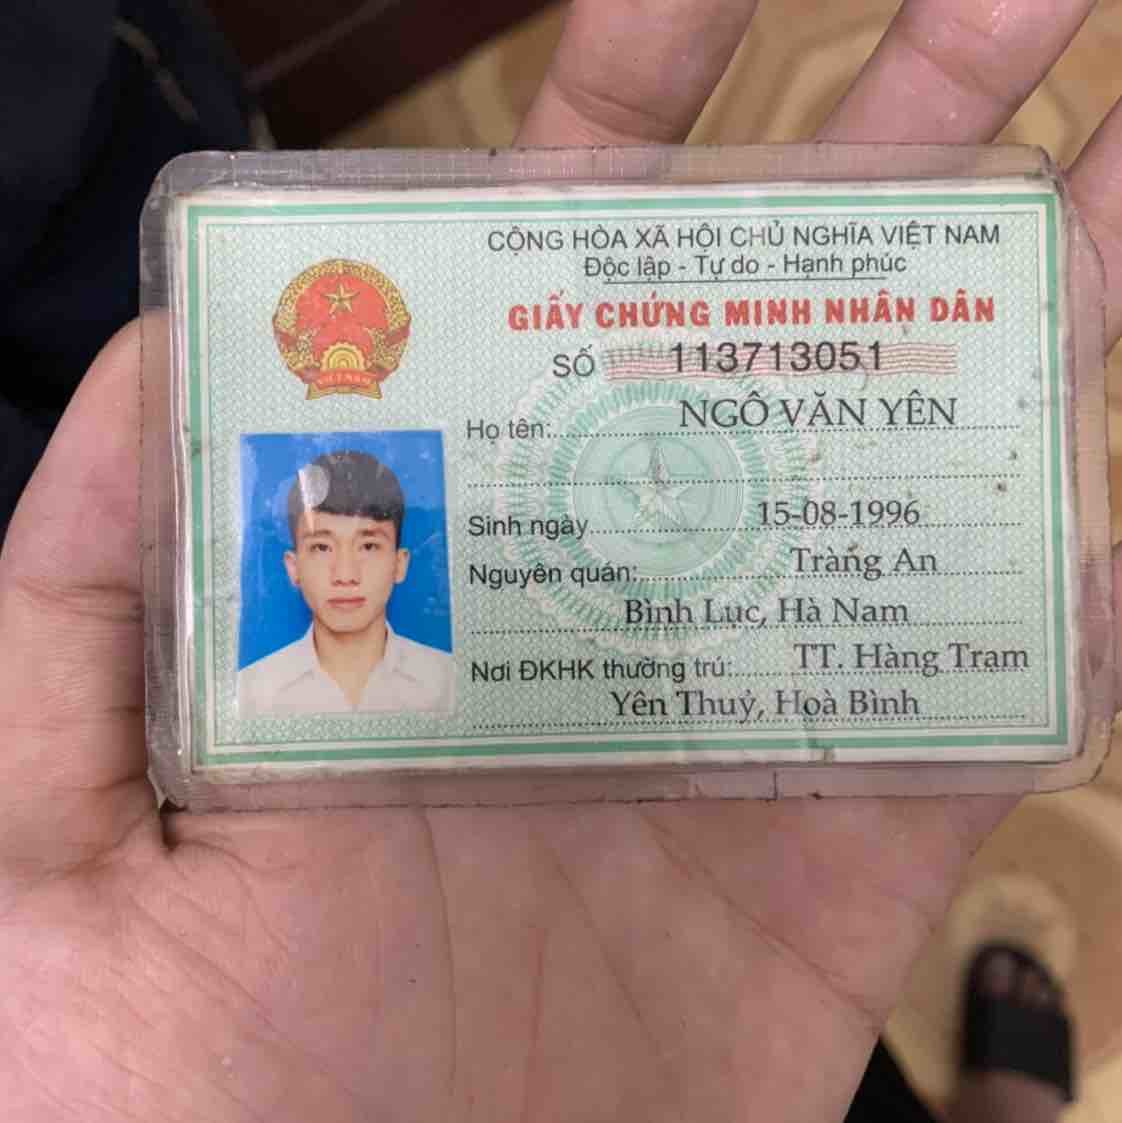 CỘNG HÒA XÃ HỘI CHỦ NGHĨA VIỆT NAM
Độc lập - Tự do - Hạnh phúc
GIẤY CHỨNG MINH NHÂN DÂN
SỐ 113713051
VIỆT NAM
Họ tên: NGÔ VĂN YÊN
Sinh ngày 15-08-1996
Nguyên quán: Tràng An
Bình Lục, Hà Nam
Nơi ĐKHK thường trú: TT. Hàng Trạm
Yên Thuỷ, Hoà Bình